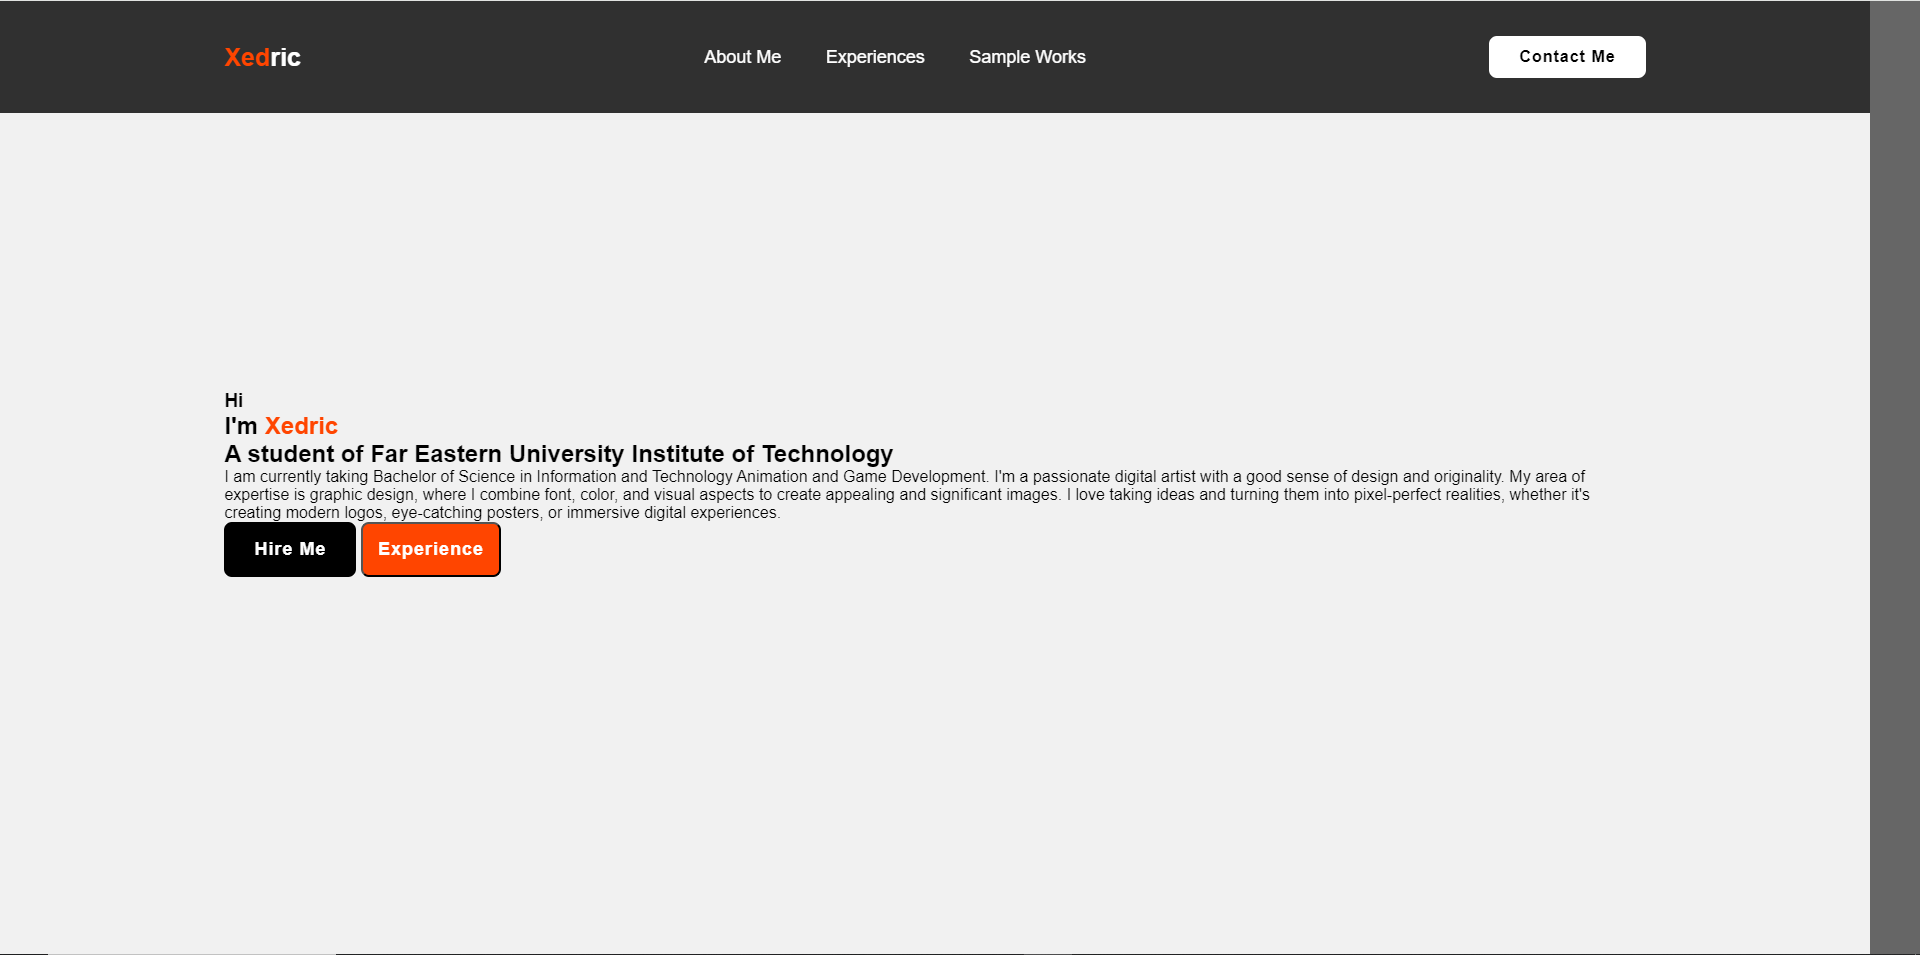 Xedric
About Me Experiences Sample Works
Contact Me
Hi
I'm Xedric
A student of Far Eastern University Institute of Technology
I am currently taking Bachelor of Science in Information and Technology Animation and Game Development. I'm a passionate digital artist with a good sense of design and originality. My area of
expertise is graphic design, where I combine font, color, and visual aspects to create appealing and significant images. I love taking ideas and turning them into pixel-perfect realities, whether it's
creating modern logos, eye-catching posters, or immersive digital experiences.
Hire Me Experience